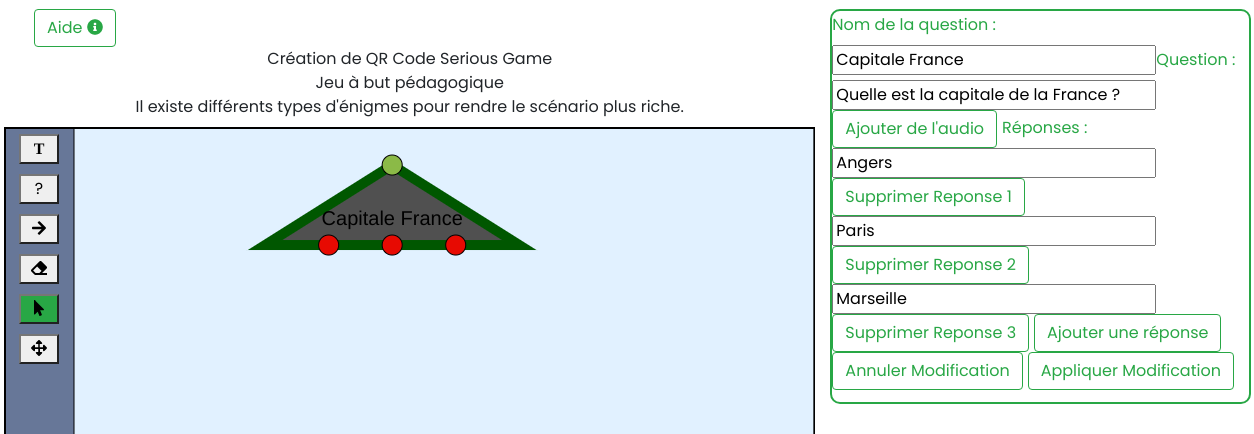 Aide
Création de QR Code Serious Game
Jeu à but pédagogique
Il existe différents types d'énigmes pour rendre le scénario plus riche.
T
?
Capitale France
Nom de la question :
Capitale France Question :
Quelle est la capitale de la France ?
Ajouter de l'audio Réponses :
Angers
Supprimer Reponse 1
Paris
Supprimer Reponse 2
Marseille
Supprimer Reponse 3 Ajouter une réponse
Annuler Modification Appliquer Modification